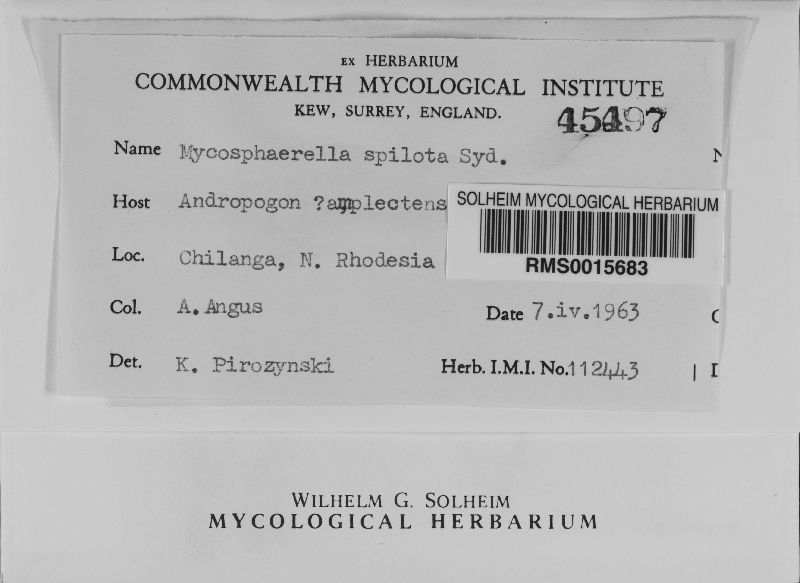 EX HERBARIUM
COMMONWEALTH MYCOLOGICAL INSTITUTE
KEW, SURREY, ENGLAND.
45497
Name Mycosphaerella spilota Syd.
Host Andropogon ?amplectens
SOLHEIM MYCOLOGICAL HERBARIUM
RMS0015683
Loc. Chilanga, N. Rhodesia
Col. A. Angus Date 7.iv.1963
Det. K. Pirozynski Herb. I.M.I. No. 112443
WILHELM G. SOLHEIM
MYCOLOGICAL HERBARIUM